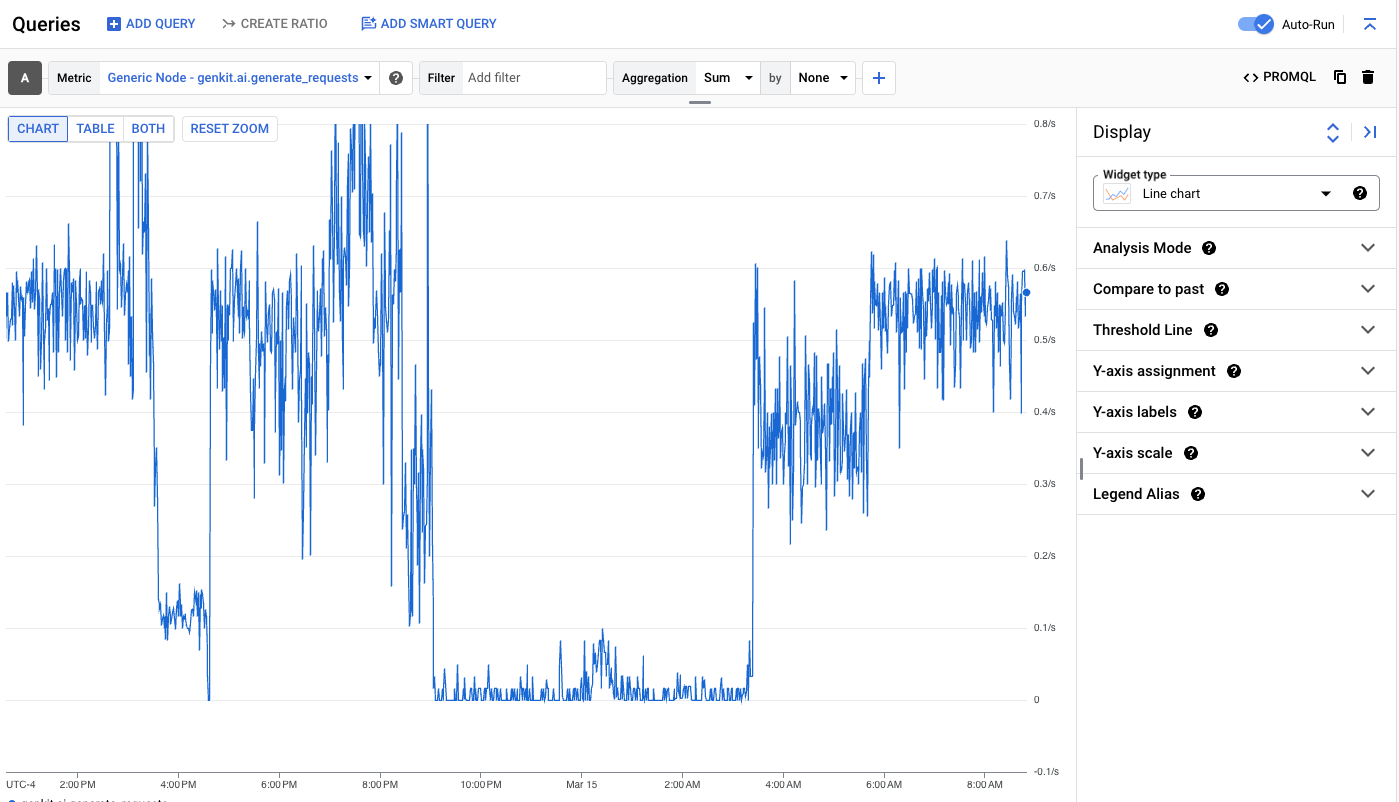 Queries ADD QUERY CREATE RATIO ADD SMART QUERY Auto-Run
A Metric Generic Node - genkit.ai.generate_requests Filter Add filter Aggregation Sum by None PROMQL
CHART TABLE BOTH RESET ZOOM
0.8/s
0.7/s
0.6/s
0.5/s
0.4/s
0.3/s
0.2/s
0.1/s
0
-0.1/s
UTC-4 2:00 PM 4:00 PM 6:00 PM 8:00 PM 10:00 PM Mar 15 2:00 AM 4:00 AM 6:00 AM 8:00 AM
Display
Widget type
Line chart
Analysis Mode
Compare to past
Threshold Line
Y-axis assignment
Y-axis labels
Y-axis scale
Legend Alias